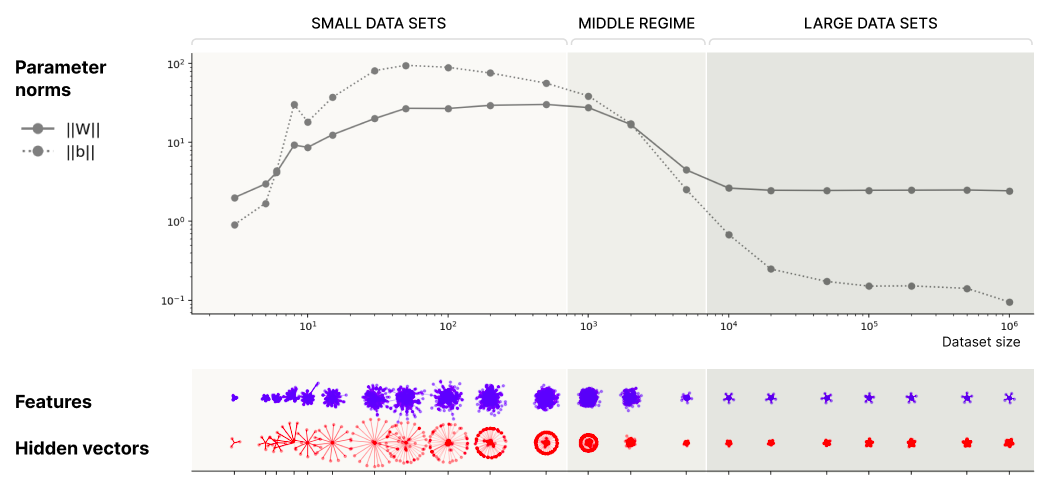 SMALL DATA SETS
MIDDLE REGIME
LARGE DATA SETS
Parameter
norms
||W||
||b||
10²
10¹
10⁰
10⁻¹
10¹
10²
10³
10⁴
10⁵
10⁶
Dataset size
Features
Hidden vectors